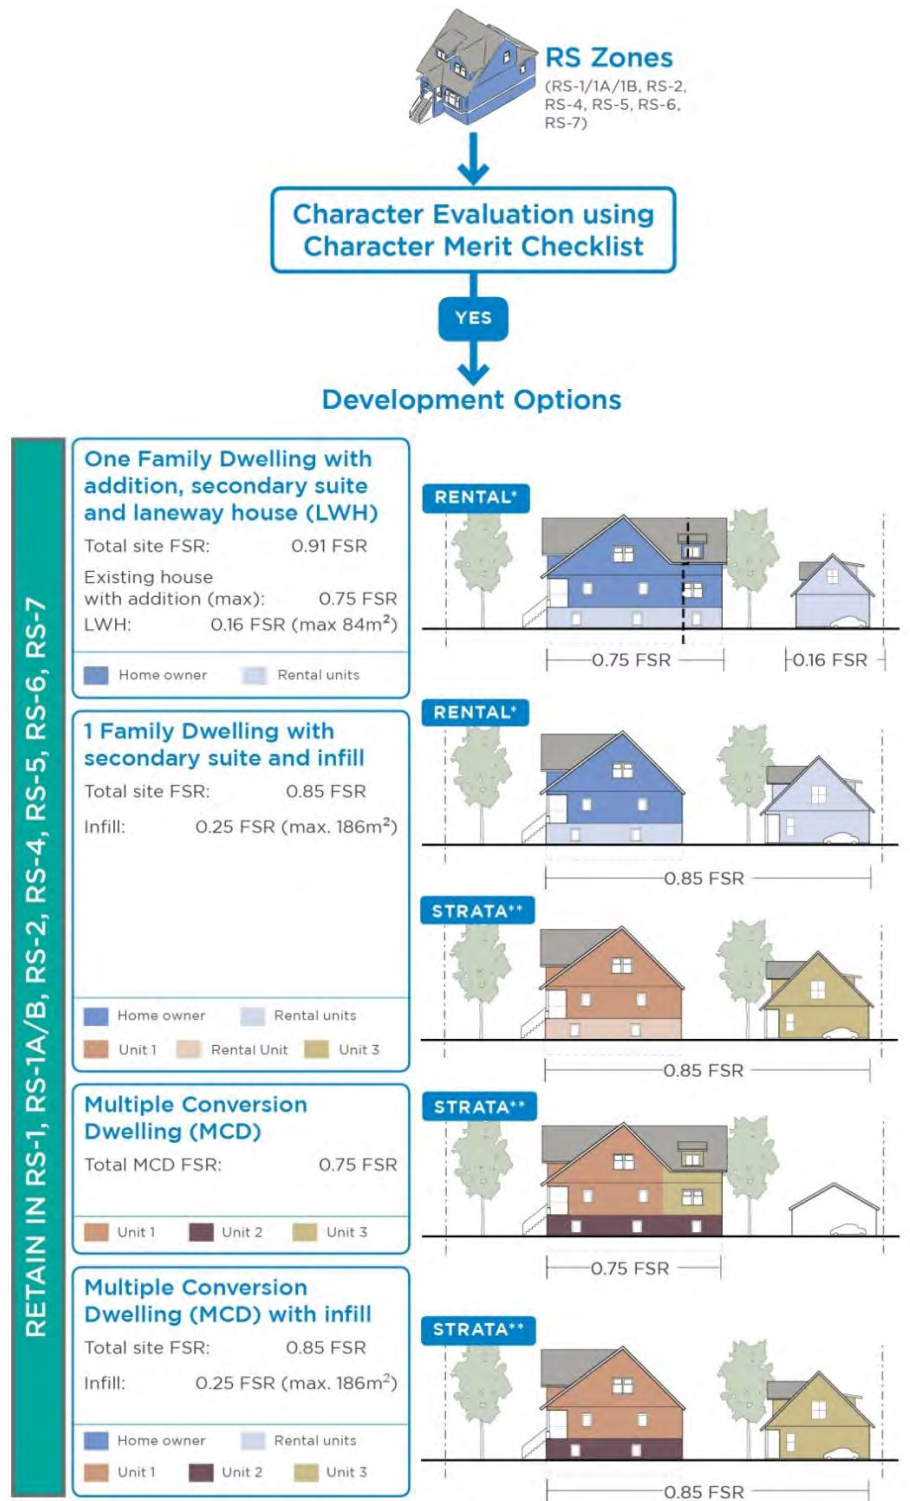 RS Zones
(RS-1/1A/1B, RS-2,
RS-4, RS-5, RS-6,
RS-7)
Character Evaluation using
Character Merit Checklist
YES
Development Options
RETAIN IN RS-1, RS-1A/B, RS-2, RS-4, RS-5, RS-6, RS-7
One Family Dwelling with
addition, secondary suite
and laneway house (LWH)
Total site FSR: 0.91 FSR
Existing house
with addition (max): 0.75 FSR
LWH: 0.16 FSR (max 84m²)
Home owner Rental units
RENTAL*
0.75 FSR 0.16 FSR
1 Family Dwelling with
secondary suite and infill
Total site FSR: 0.85 FSR
Infill: 0.25 FSR (max. 186m²)
Home owner Rental units
Unit 1 Rental Unit Unit 3
RENTAL*
0.85 FSR
STRATA**
0.85 FSR
Multiple Conversion
Dwelling (MCD)
Total MCD FSR: 0.75 FSR
Unit 1 Unit 2 Unit 3
STRATA**
0.75 FSR
Multiple Conversion
Dwelling (MCD) with infill
Total site FSR: 0.85 FSR
Infill: 0.25 FSR (max. 186m²)
Home owner Rental units
Unit 1 Unit 2 Unit 3
STRATA**
0.85 FSR